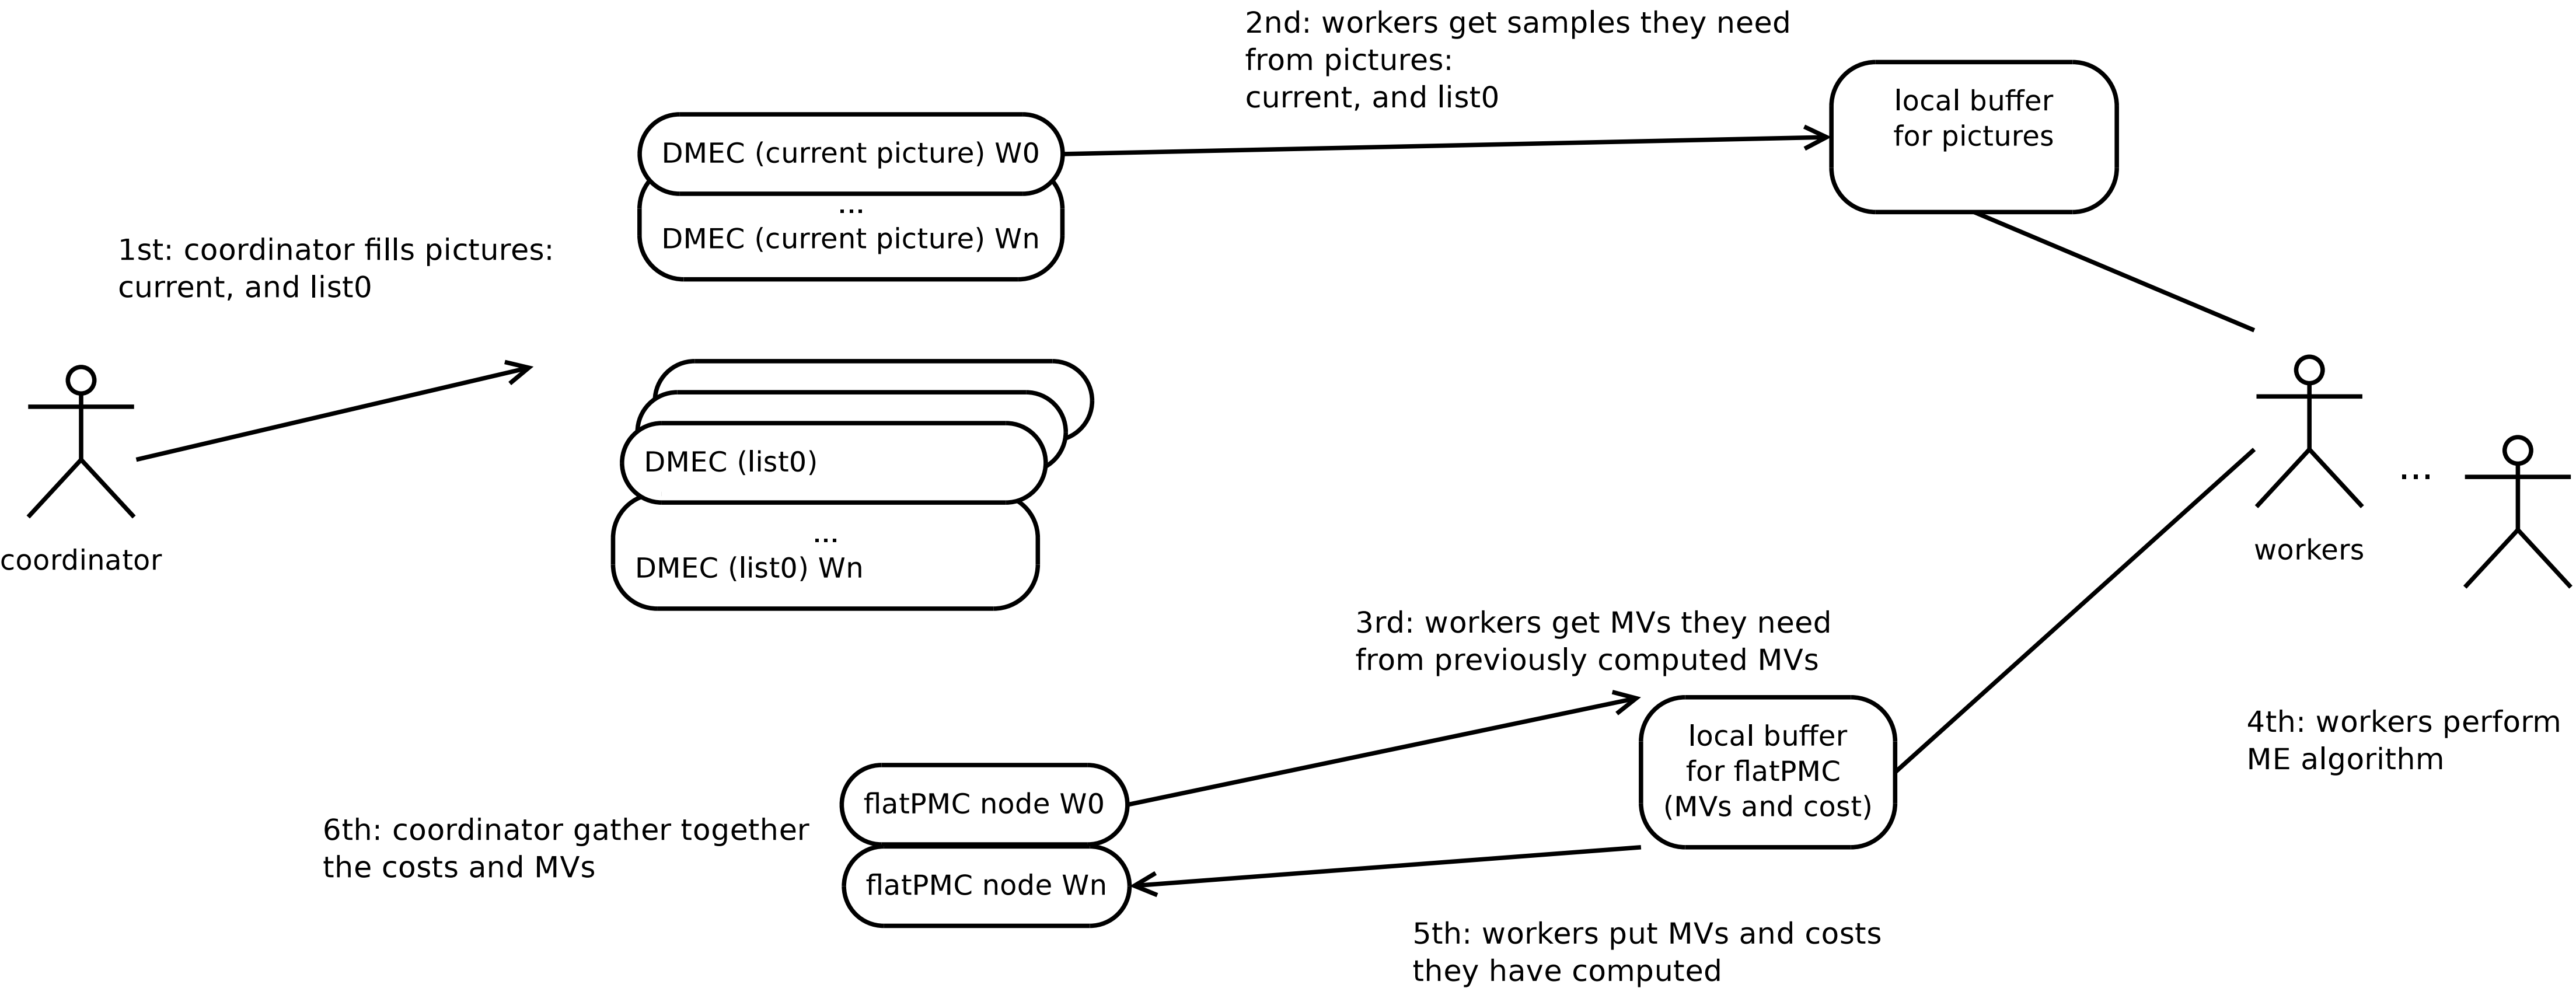 2nd: workers get samples they need
from pictures:
current, and list0
local buffer
for pictures
DMEC (current picture) W0
...
DMEC (current picture) Wn
1st: coordinator fills pictures:
current, and list0
DMEC (list0)
...
DMEC (list0) Wn
coordinator
...
workers
3rd: workers get MVs they need
from previously computed MVs
local buffer
for flatPMC
(MVs and cost)
4th: workers perform
ME algorithm
flatPMC node W0
flatPMC node Wn
6th: coordinator gather together
the costs and MVs
5th: workers put MVs and costs
they have computed